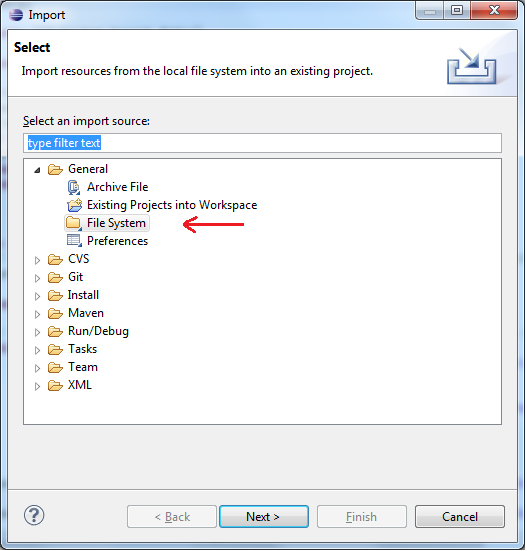 Import
Select
Import resources from the local file system into an existing project.
Select an import source:
type filter text
General
Archive File
Existing Projects into Workspace
File System
Preferences
CVS
Git
Install
Maven
Run/Debug
Tasks
Team
XML
? < Back Next > Finish Cancel